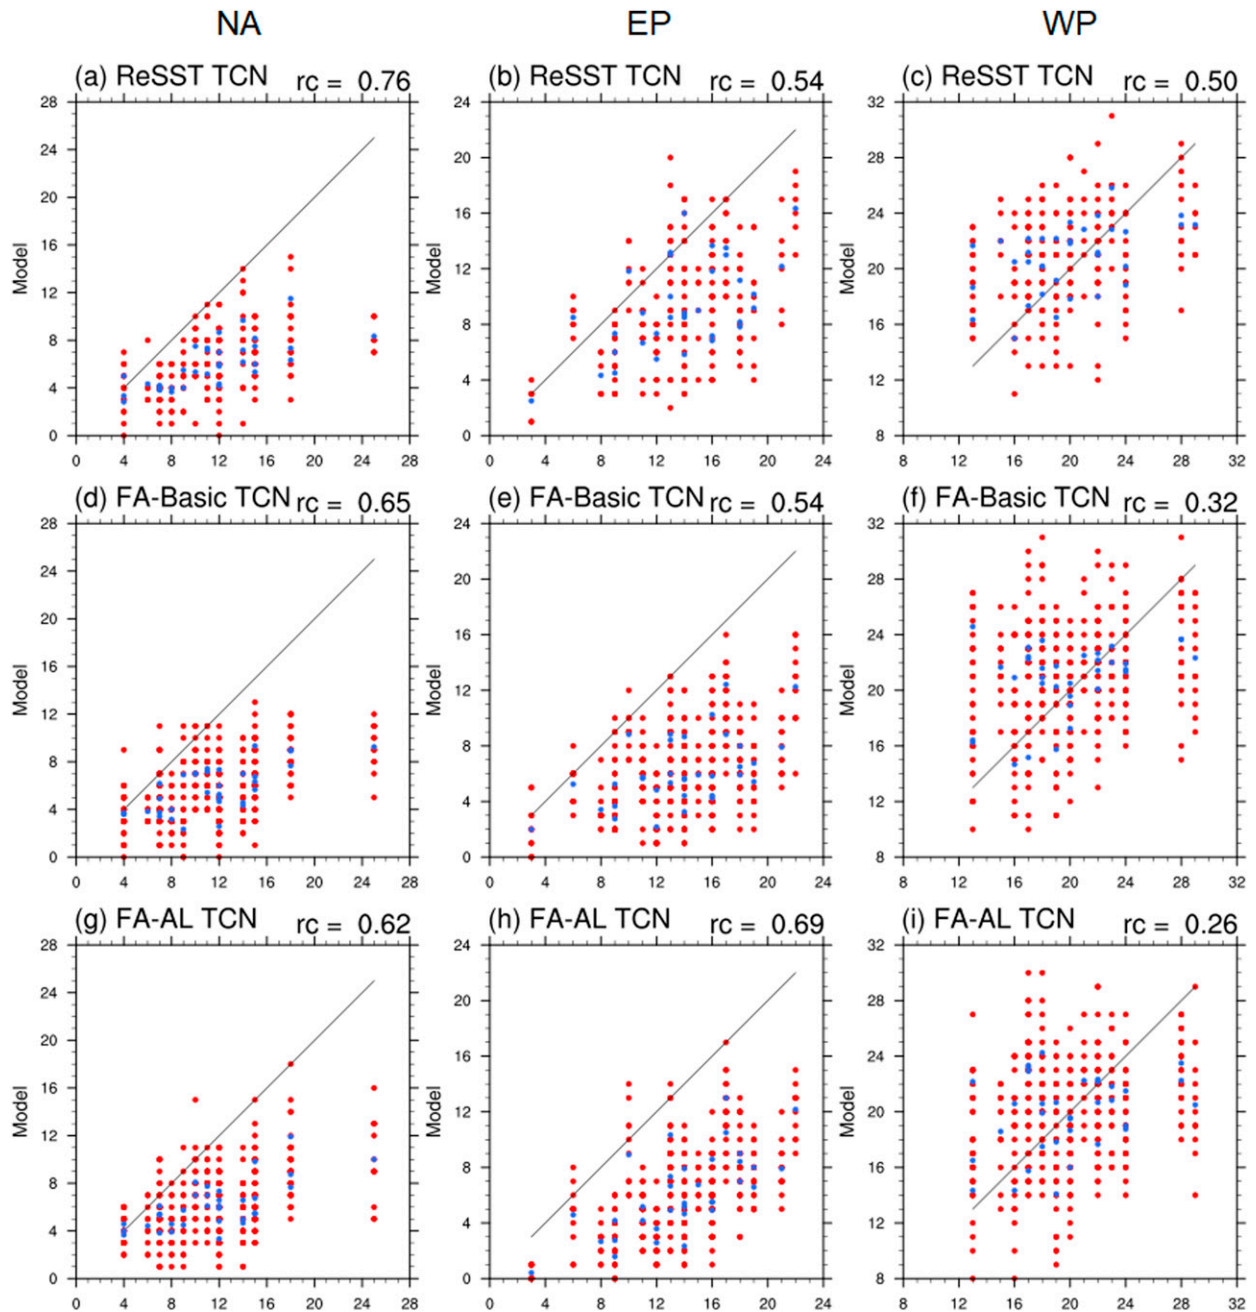 NA EP WP
(a) ReSST TCN rc = 0.76 (b) ReSST TCN rc = 0.54 (c) ReSST TCN rc = 0.50
28 24 20 16 12 8 4 0
Model
0 4 8 12 16 20 24 28
24 20 16 12 8 4 0
Model
0 4 8 12 16 20 24
32 28 24 20 16 12 8
Model
8 12 16 20 24 28 32
(d) FA-Basic TCN rc = 0.65 (e) FA-Basic TCN rc = 0.54 (f) FA-Basic TCN rc = 0.32
28 24 20 16 12 8 4 0
Model
0 4 8 12 16 20 24 28
24 20 16 12 8 4 0
Model
0 4 8 12 16 20 24
32 28 24 20 16 12 8
Model
8 12 16 20 24 28 32
(g) FA-AL TCN rc = 0.62 (h) FA-AL TCN rc = 0.69 (i) FA-AL TCN rc = 0.26
28 24 20 16 12 8 4 0
Model
0 4 8 12 16 20 24 28
24 20 16 12 8 4 0
Model
0 4 8 12 16 20 24
32 28 24 20 16 12 8
Model
8 12 16 20 24 28 32